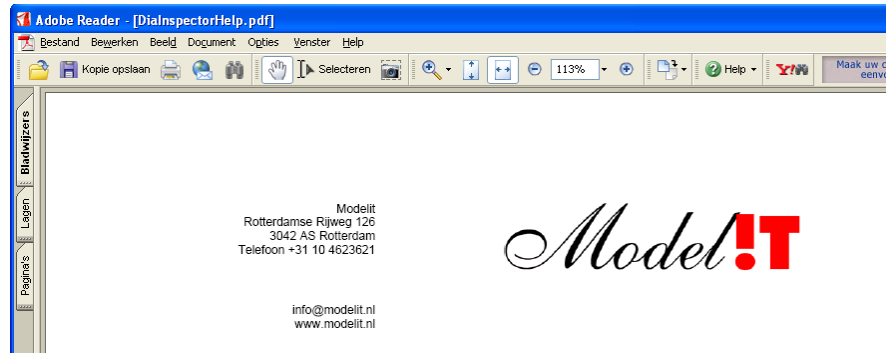 Adobe Reader - [DiaInspectorHelp.pdf]
Bestand Bewerken Beeld Document Opties Venster Help
Kopie opslaan Selecteren 113% Help Y!
Maak uw
eenvo
Bladwijzers
Lagen
Pagina's
Modelit
Rotterdamse Rijweg 126
3042 AS Rotterdam
Telefoon +31 10 4623621
Model!T
info@modelit.nl
www.modelit.nl